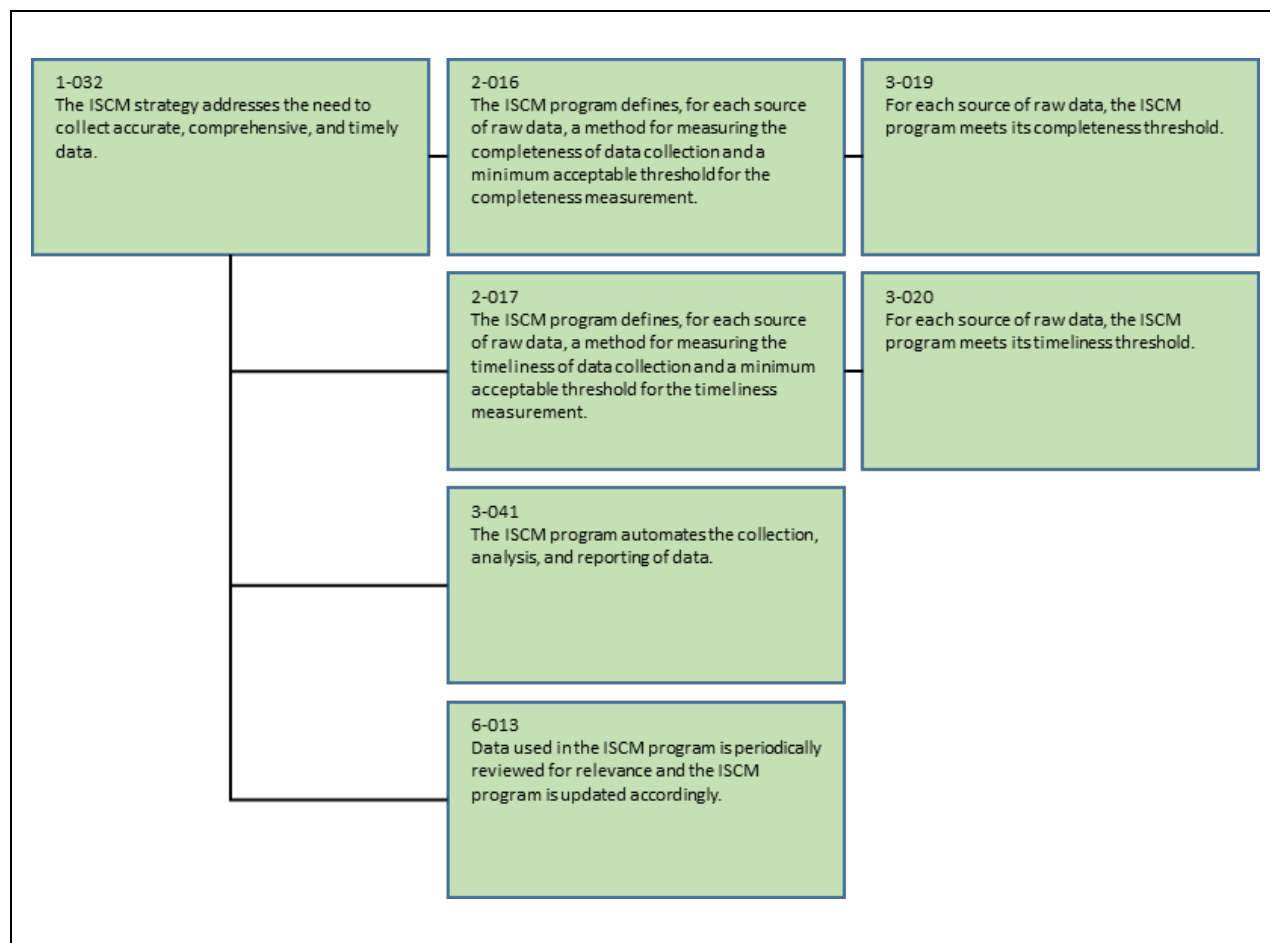 1-032
The ISCM strategy addresses the need to
collect accurate, comprehensive, and timely
data.
2-016
The ISCM program defines, for each source
of raw data, a method for measuring the
completeness of data collection and a
minimum acceptable threshold for the
completeness measurement.
3-019
For each source of raw data, the ISCM
program meets its completeness threshold.
2-017
The ISCM program defines, for each source
of raw data, a method for measuring the
timeliness of data collection and a minimum
acceptable threshold for the timeliness
measurement.
3-020
For each source of raw data, the ISCM
program meets its timeliness threshold.
3-041
The ISCM program automates the collection,
analysis, and reporting of data.
6-013
Data used in the ISCM program is periodically
reviewed for relevance and the ISCM
program is updated accordingly.